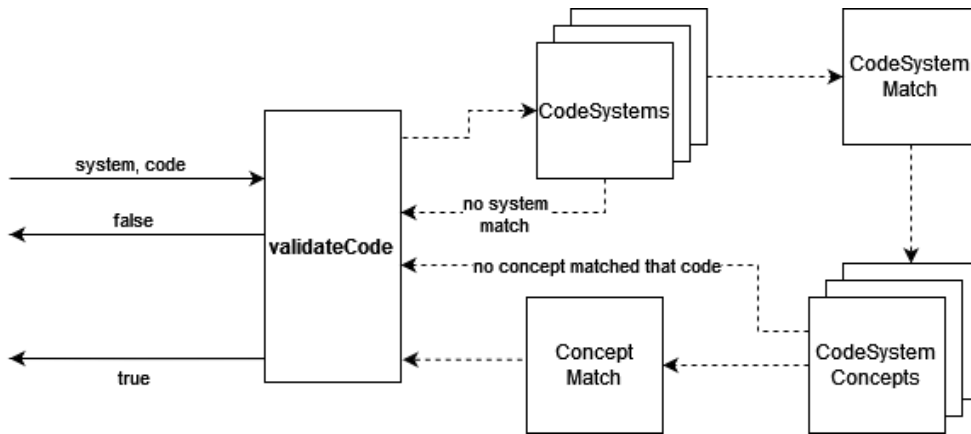 CodeSystem
Match
CodeSystems
system, code
no system
match
false
validateCode
no concept matched that code
Concept
Match
CodeSystem
Concepts
true